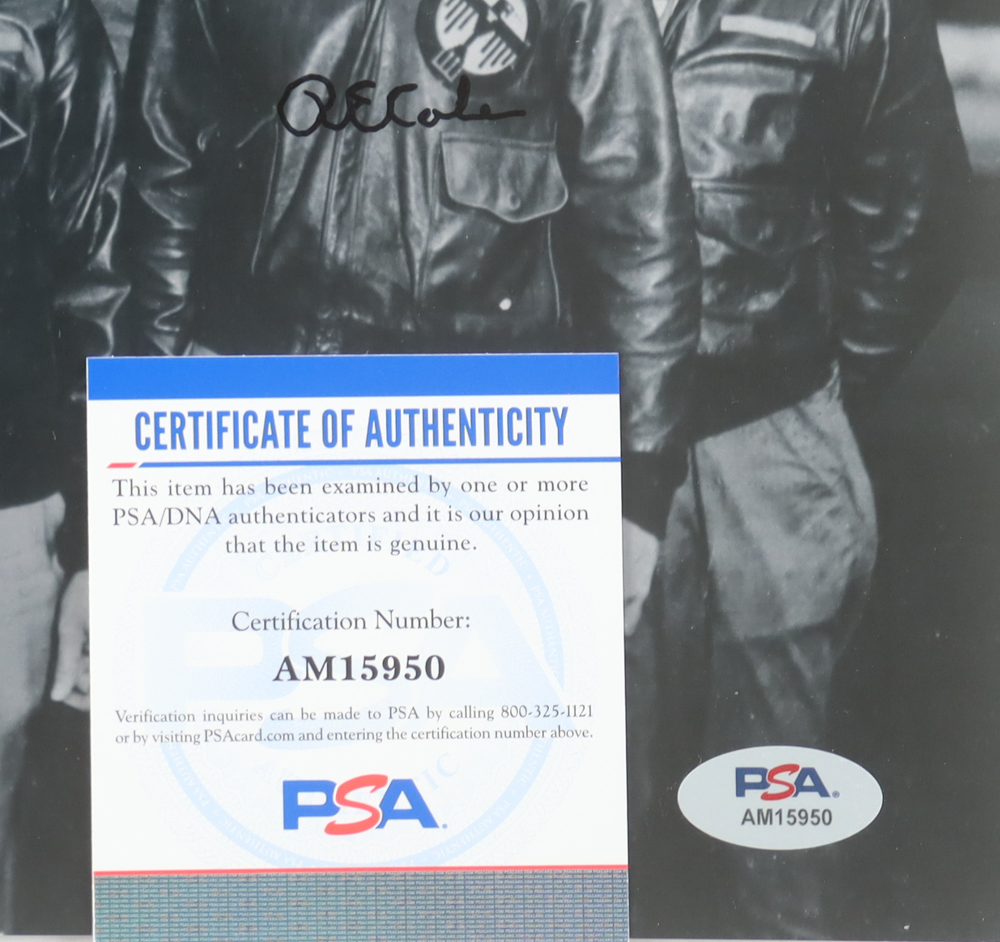 RECole
CERTIFICATE OF AUTHENTICITY
This item has been examined by one or more
PSA/DNA authenticators and it is our opinion
that the item is genuine.
Certification Number:
AM15950
Verification inquiries can be made to PSA by calling 800-325-1121
or by visiting PSAcard.com and entering the certification number above.
PSA®
PSA®
AM15950